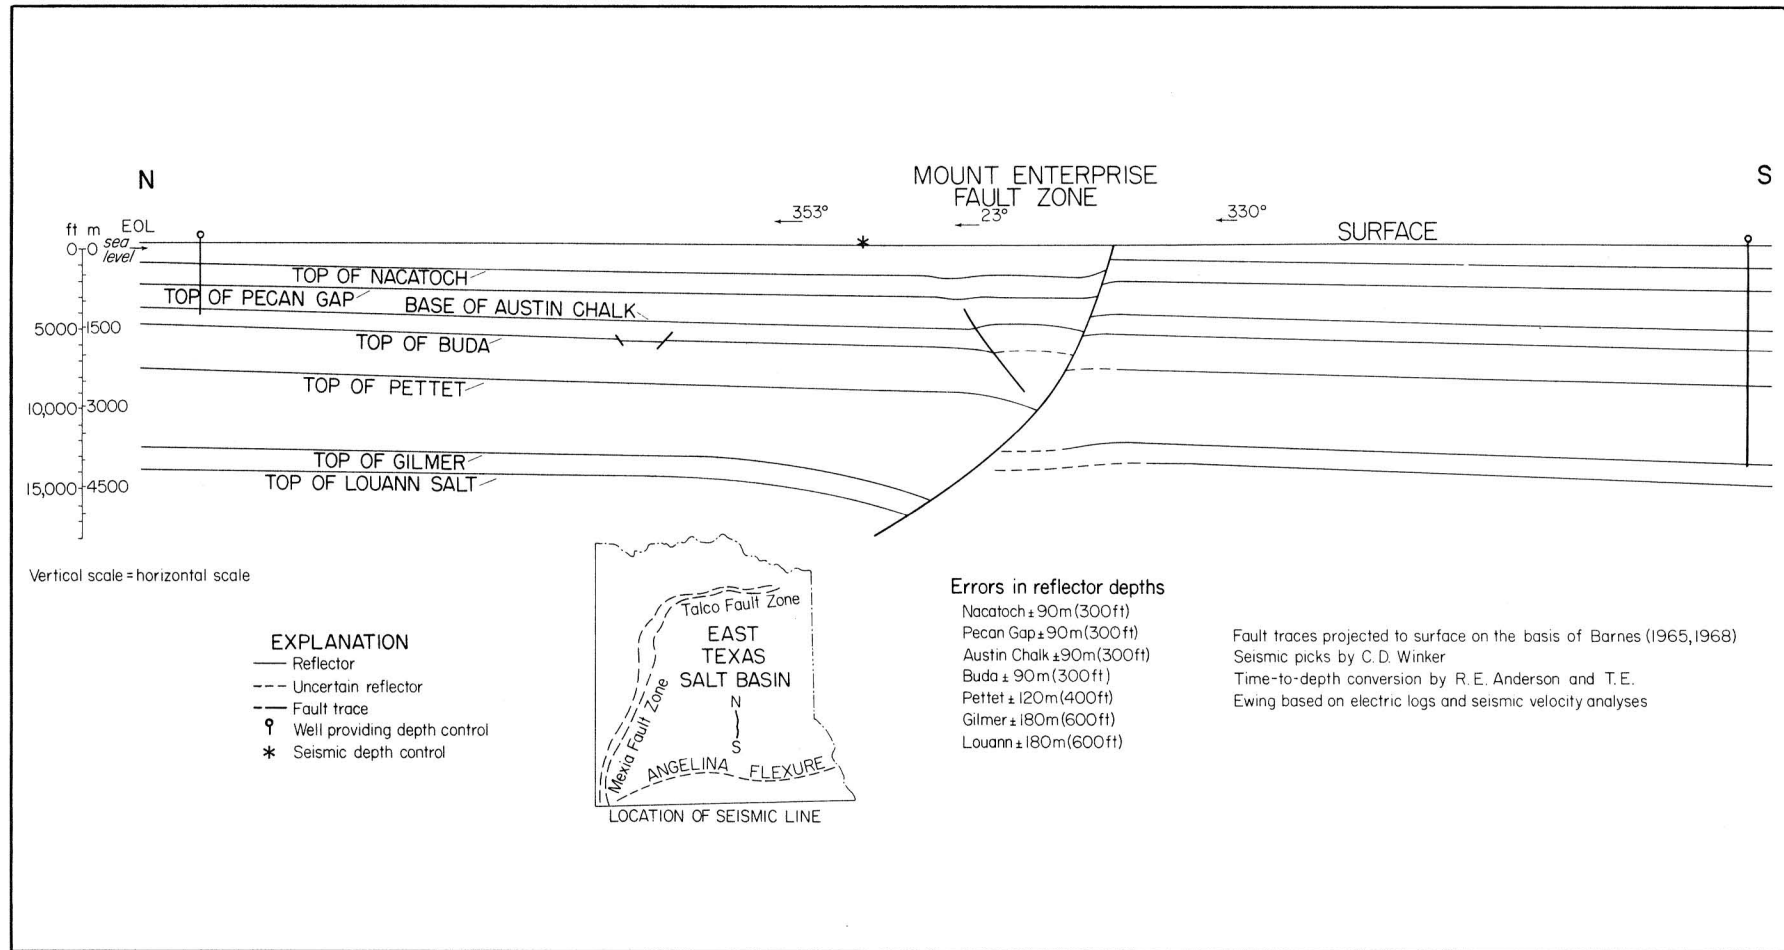 N
MOUNT ENTERPRISE
FAULT ZONE
S
353°
23°
330°
ft m EOL
SURFACE
0 0 sea
level
TOP OF NACATOCH
TOP OF PECAN GAP
BASE OF AUSTIN CHALK
5000 1500
TOP OF BUDA
TOP OF PETTET
10,000 3000
TOP OF GILMER
TOP OF LOUANN SALT
15,000 4500
Vertical scale = horizontal scale
EXPLANATION
Reflector
Uncertain reflector
Fault trace
Well providing depth control
Seismic depth control
Talco Fault Zone
EAST
TEXAS
SALT BASIN
N
S
Mexia Fault Zone
ANGELINA FLEXURE
LOCATION OF SEISMIC LINE
Errors in reflector depths
Nacatoch ± 90m (300ft)
Pecan Gap ± 90m (300ft)
Austin Chalk ± 90m (300ft)
Buda ± 90m (300ft)
Pettet ± 120m (400ft)
Gilmer ± 180m (600ft)
Louann ± 180m (600ft)
Fault traces projected to surface on the basis of Barnes (1965, 1968)
Seismic picks by C. D. Winker
Time-to-depth conversion by R. E. Anderson and T. E.
Ewing based on electric logs and seismic velocity analyses